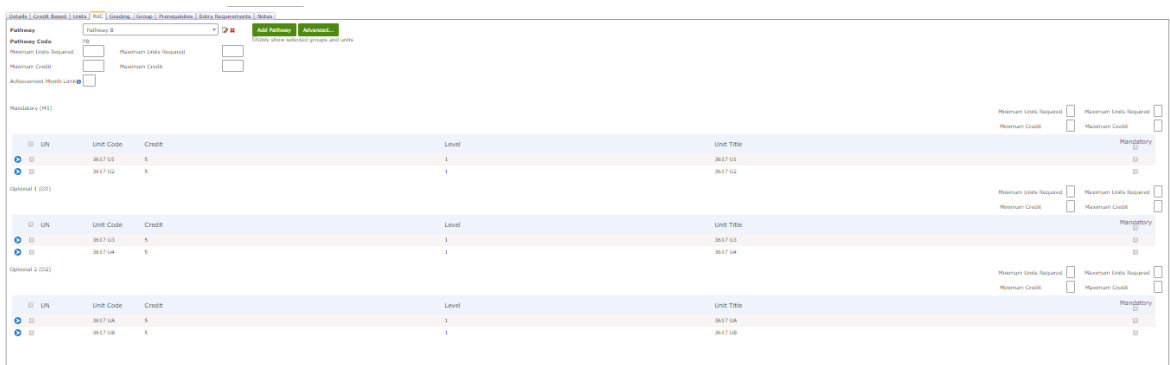 Details Credit Based Units RoC Grading Group Prerequisites Entry Requirements Notes
Pathway Pathway B Add Pathway Advanced...
Pathway Code PB Only show selected groups and units
Minimum Units Required Maximum Units Required
Minimum Credit Maximum Credit
Achievement Month Limit
Mandatory (M1)
Minimum Units Required Maximum Units Required
Minimum Credit Maximum Credit
UN Unit Code Credit Level Unit Title Mandatory
3617 U1 5 1 3617 U1
3617 U2 5 1 3617 U2
Optional 1 (O1)
Minimum Units Required Maximum Units Required
Minimum Credit Maximum Credit
UN Unit Code Credit Level Unit Title Mandatory
3617 U3 5 1 3617 U3
3617 U4 5 1 3617 U4
Optional 2 (O2)
Minimum Units Required Maximum Units Required
Minimum Credit Maximum Credit
UN Unit Code Credit Level Unit Title Mandatory
3617 UA 5 1 3617 UA
3617 UB 5 1 3617 UB